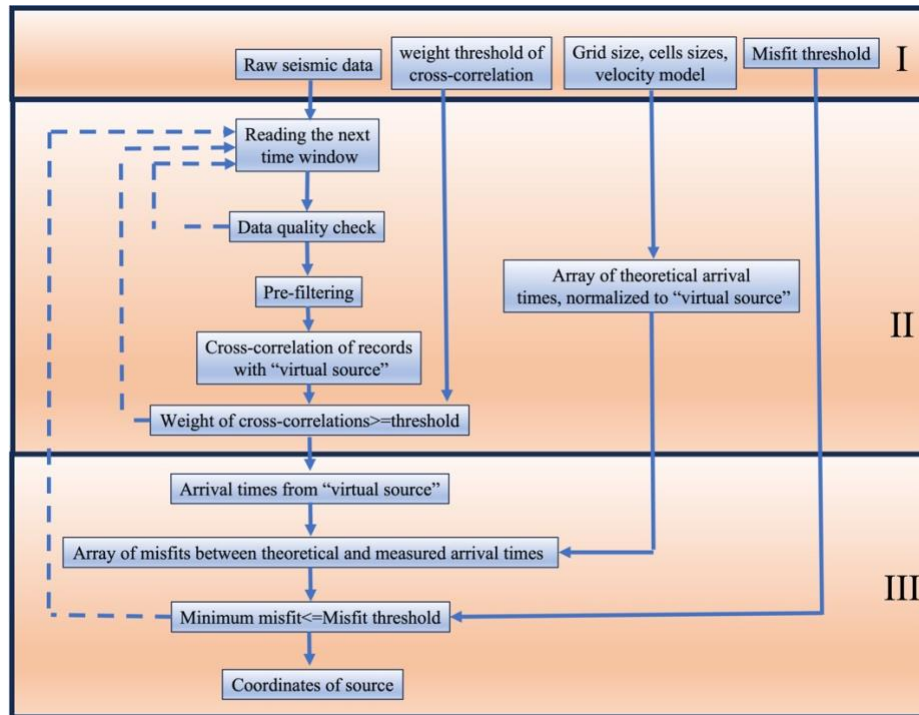 Raw seismic data
weight threshold of
cross-correlation
Grid size, cells sizes,
velocity model
Misfit threshold
I
Reading the next
time window
Data quality check
Pre-filtering
Array of theoretical arrival
times, normalized to “virtual source”
II
Cross-correlation of records
with “virtual source”
Weight of cross-correlations>=threshold
Arrival times from “virtual source”
Array of misfits between theoretical and measured arrival times
III
Minimum misfit<=Misfit threshold
Coordinates of source